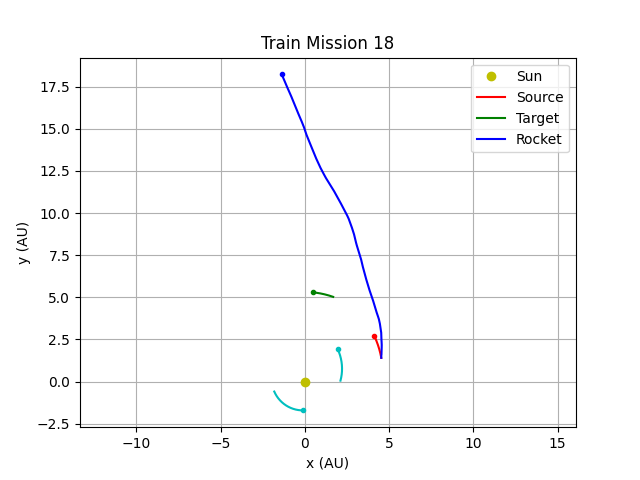 Train Mission 18
Sun
Source
Target
Rocket
17.5
15.0
12.5
10.0
7.5
5.0
2.5
0.0
−2.5
y (AU)
−10 −5 0 5 10 15
x (AU)